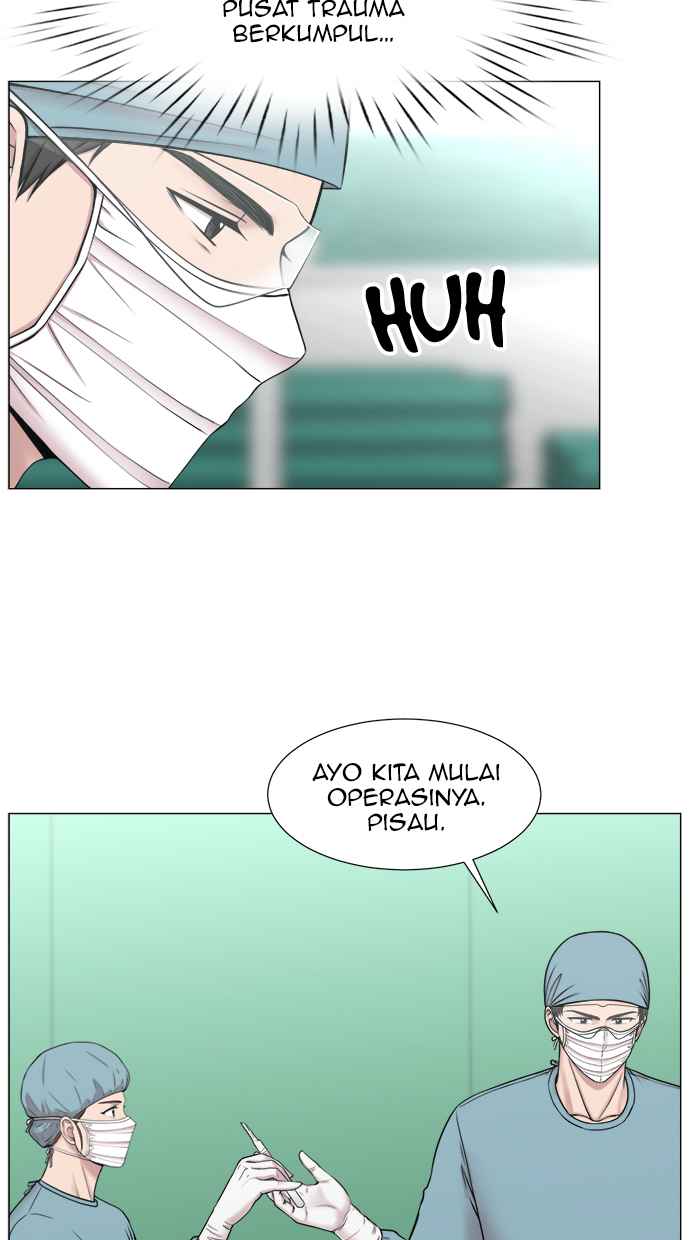 PUSAT TRAUMA
BERKUMPUL...
HUH
AYO KITA MULAI
OPERASINYA.
PISAU.